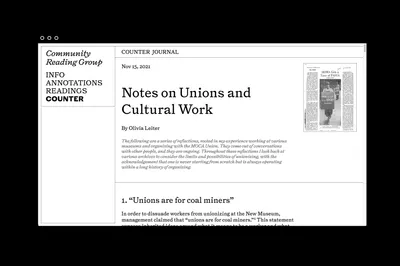 Community
Reading Group
INFO
ANNOTATIONS
READINGS
COUNTER
COUNTER JOURNAL
Nov 15, 2021
Notes on Unions and
Cultural Work
By Olivia Leiter
The following are a series of reflections, rooted in my experience working at various
museums and organizing with the MOCA Union. They come out of conversations
with other people, and they are ongoing. Throughout these reflections I look back at
various archives to consider the limits and possibilities of unionizing, with the
acknowledgement that one is never starting from scratch but is always operating
within a long history of organizing.
1. “Unions are for coal miners”
In order to dissuade workers from unionizing at the New Museum,
management claimed that “unions are for coal miners.” This statement